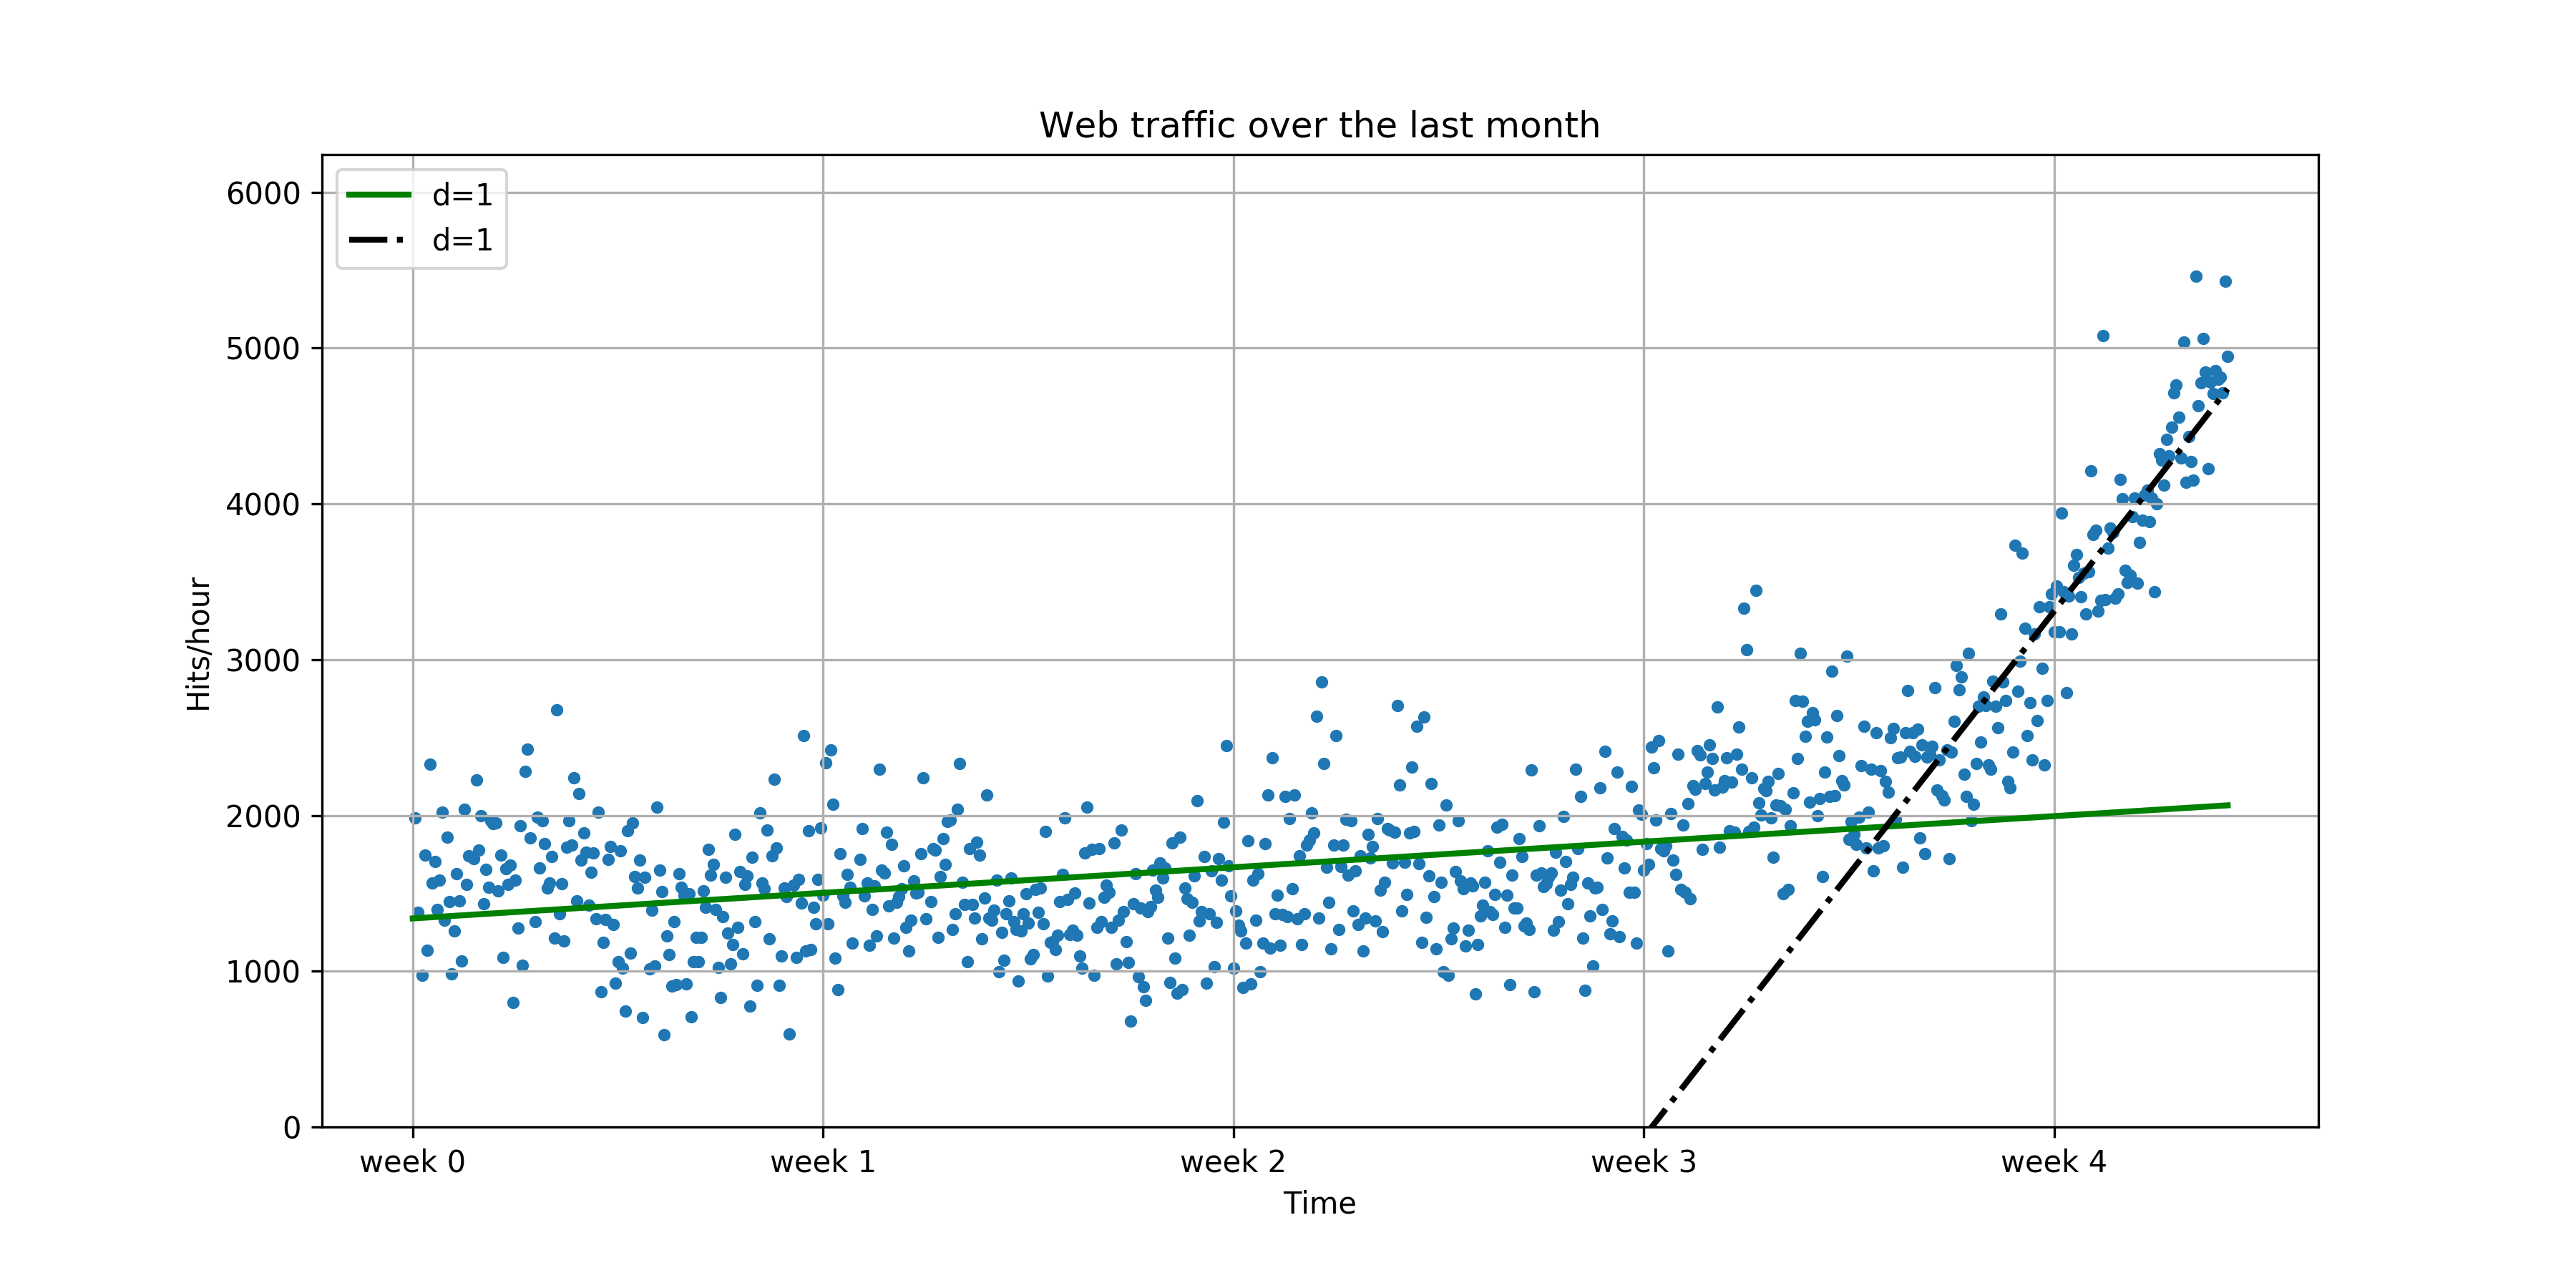 Web traffic over the last month
d=1
d=1
6000
5000
4000
3000
2000
1000
0
Hits/hour
week 0 week 1 week 2 week 3 week 4
Time